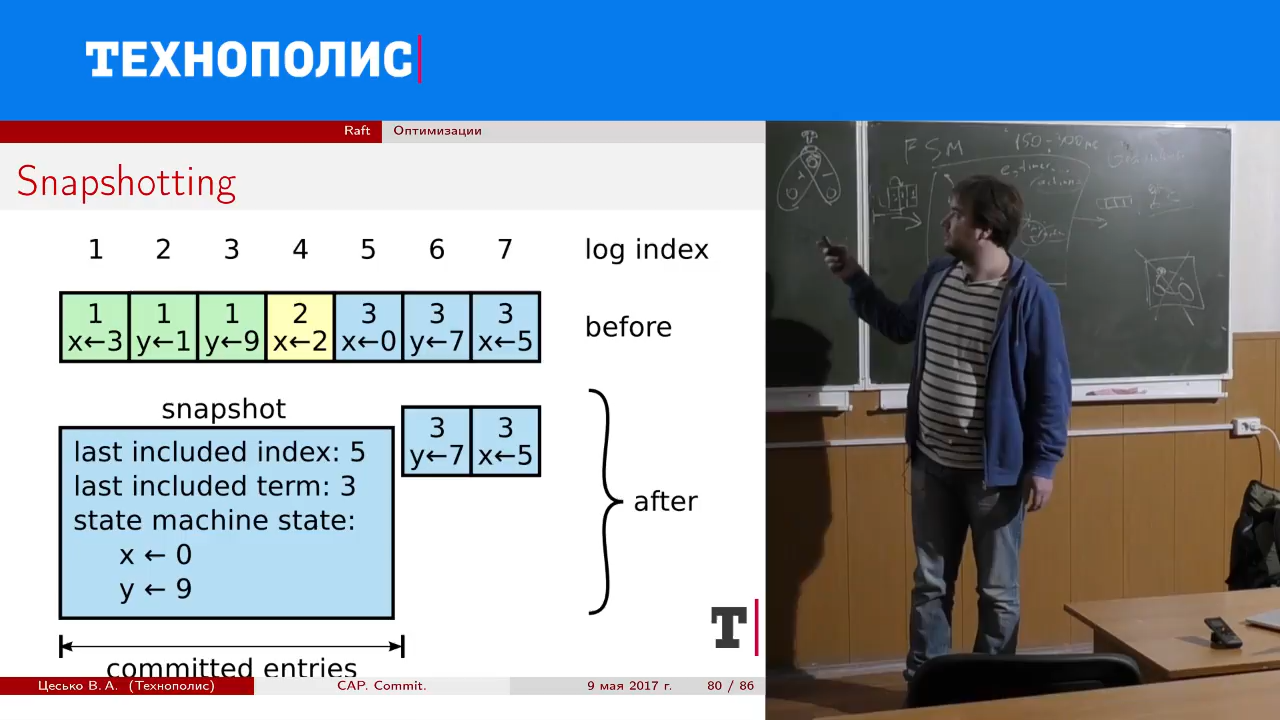 ТЕХНОПОЛИС
Raft Оптимизации
Snapshotting
1 2 3 4 5 6 7 log index
1 1 1 2 3 3 3
x←3 y←1 y←9 x←2 x←0 y←7 x←5
before
snapshot
3 3
y←7 x←5
last included index: 5
last included term: 3
state machine state:
x ← 0
y ← 9
after
committed entries
T
Цесько В. А. (Технополис) CAP. Commit. 9 мая 2017 г. 80 / 86
FSM
150-300